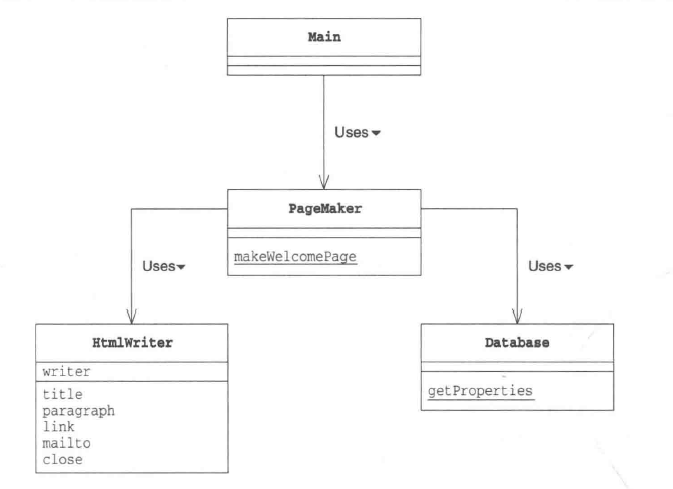 Main
Uses▾
PageMaker
makeWelcomePage
Uses▾
Uses▾
HtmlWriter
writer
title
paragraph
link
mailto
close
Database
getProperties